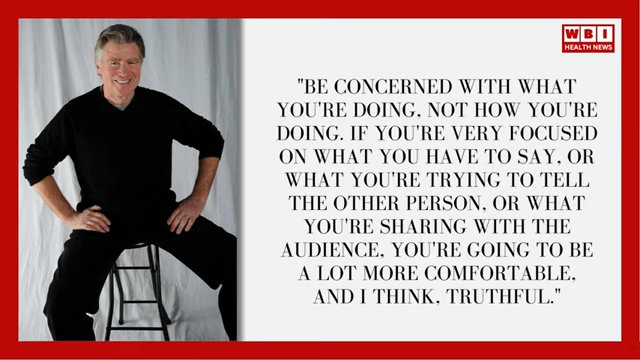 WBI
HEALTH NEWS
"BE CONCERNED WITH WHAT
YOU'RE DOING, NOT HOW YOU'RE
DOING. IF YOU'RE VERY FOCUSED
ON WHAT YOU HAVE TO SAY, OR
WHAT YOU'RE TRYING TO TELL
THE OTHER PERSON, OR WHAT
YOU'RE SHARING WITH THE
AUDIENCE, YOU'RE GOING TO BE
A LOT MORE COMFORTABLE,
AND I THINK, TRUTHFUL."